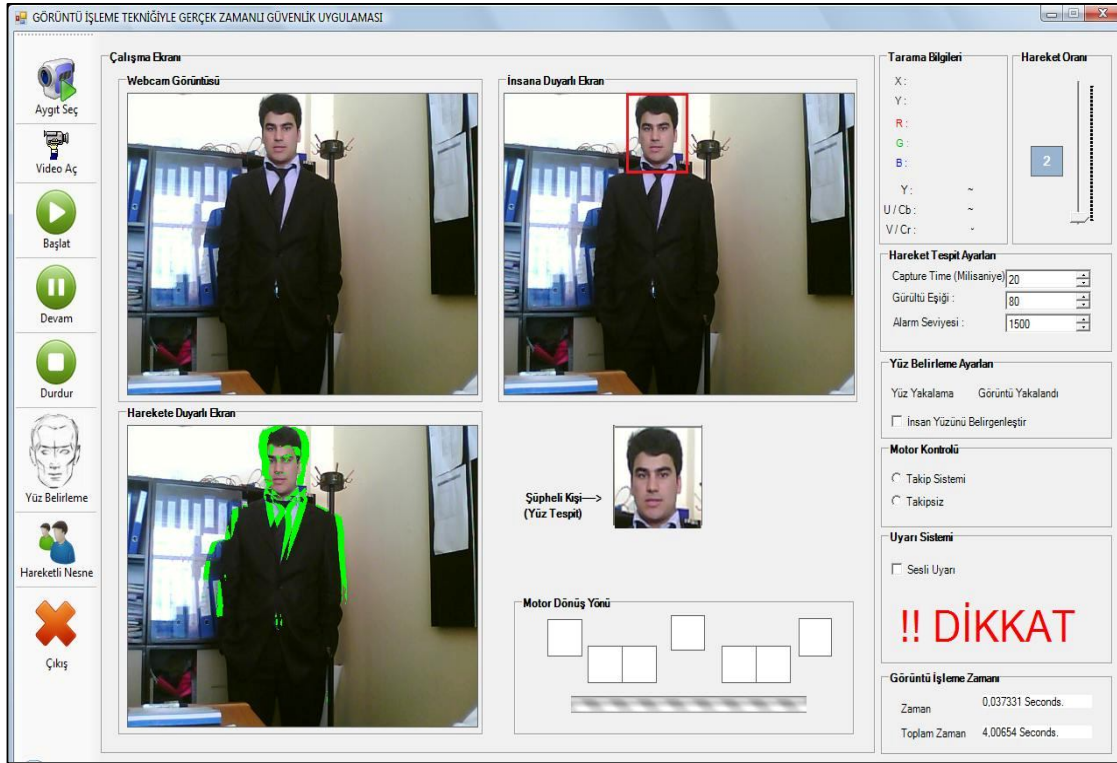 GÖRÜNTÜ İŞLEME TEKNİĞİYLE GERÇEK ZAMANLI GÜVENLİK UYGULAMASI
Aygıt Seç
Video Aç
Başlat
Devam
Durdur
Yüz Belirleme
Hareketli Nesne
Çıkış
Çalışma Ekranı
Webcam Görüntüsü
İnsana Duyarlı Ekran
Harekete Duyarlı Ekran
Şüpheli Kişi---->
(Yüz Tespit)
Motor Dönüş Yönü
Tarama Bilgileri
X :
Y :
R :
G :
B :
Y : ~
U / Cb : ~
V / Cr : -
Hareket Oranı
2
Hareket Tespit Ayarları
Capture Time (Milisaniye) 20
Gürültü Eşiği : 80
Alarm Seviyesi : 1500
Yüz Belirleme Ayarları
Yüz Yakalama Görüntü Yakalandı
İnsan Yüzünü Belirgenleştir
Motor Kontrolü
Takip Sistemi
Takipsiz
Uyarı Sistemi
Sesli Uyarı
!! DİKKAT
Görüntü İşleme Zamanı
Zaman 0,037331 Seconds.
Toplam Zaman 4,00654 Seconds.